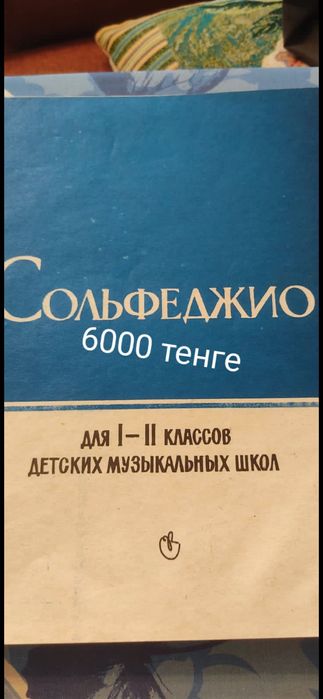 СОЛЬФЕДЖИО
6000 тенге
ДЛЯ I–II КЛАССОВ
ДЕТСКИХ МУЗЫКАЛЬНЫХ ШКОЛ